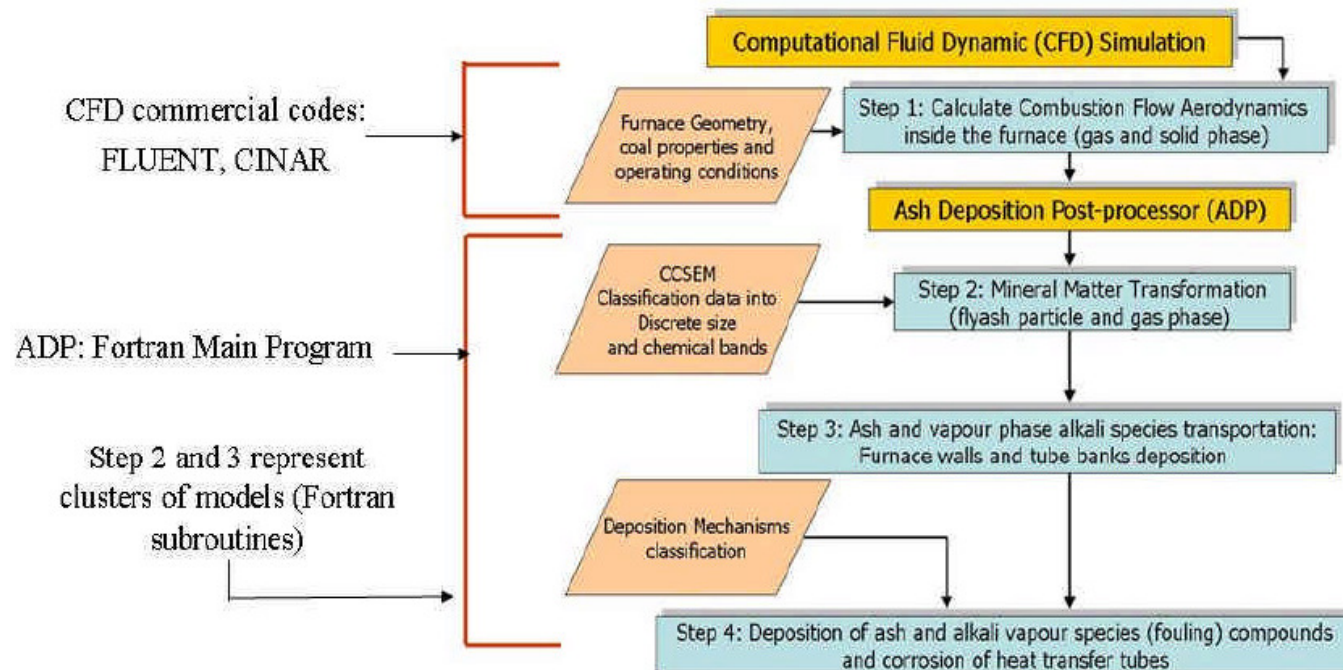 Computational Fluid Dynamic (CFD) Simulation
CFD commercial codes:
FLUENT, CINAR
Furnace Geometry,
coal properties and
operating conditions
Step 1: Calculate Combustion Flow Aerodynamics
inside the furnace (gas and solid phase)
Ash Deposition Post-processor (ADP)
CCSEM
Classification data into
Discrete size
and chemical bands
Step 2: Mineral Matter Transformation
(flyash particle and gas phase)
ADP: Fortran Main Program
Step 3: Ash and vapour phase alkali species transportation:
Furnace walls and tube banks deposition
Step 2 and 3 represent
clusters of models (Fortran
subroutines)
Deposition Mechanisms
classification
Step 4: Deposition of ash and alkali vapour species (fouling) compounds
and corrosion of heat transfer tubes